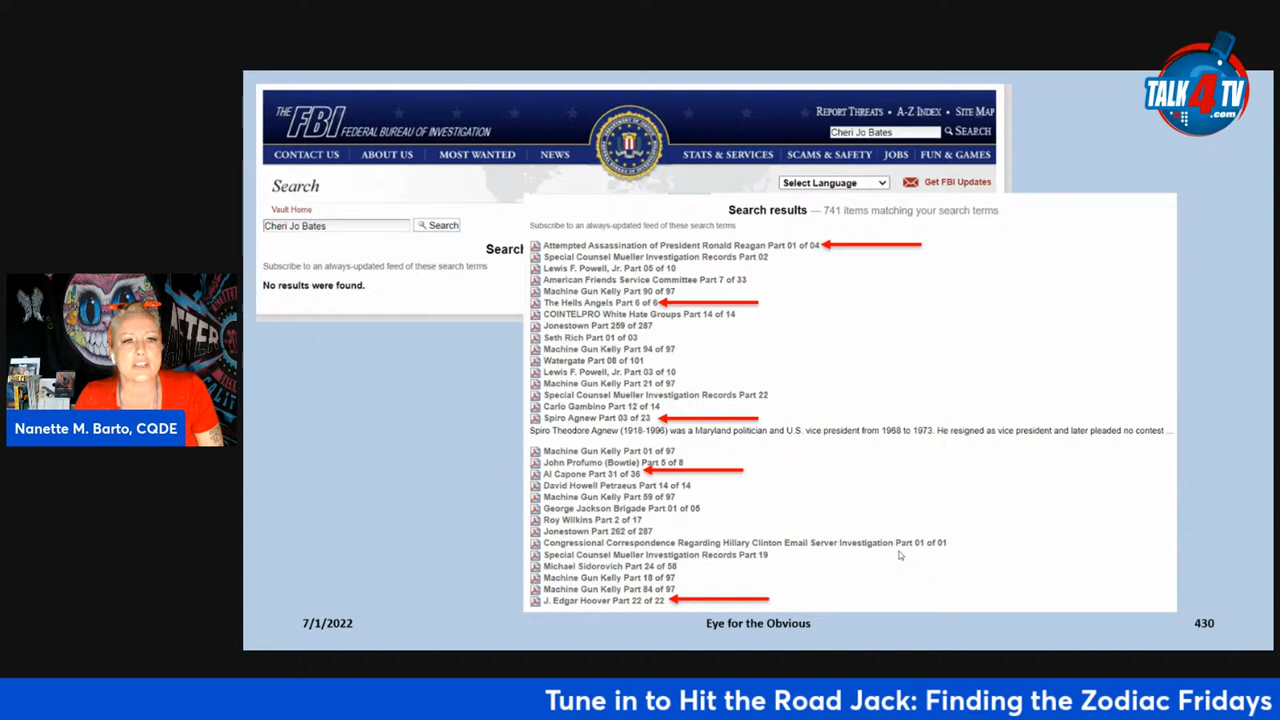 TALK4TV
.com
THE FBI FEDERAL BUREAU OF INVESTIGATION
REPORT THREATS • A-Z INDEX • SITE MAP
Cheri Jo Bates SEARCH
CONTACT US ABOUT US MOST WANTED NEWS STATS & SERVICES SCAMS & SAFETY JOBS FUN & GAMES
Search
Select Language Get FBI Updates
Vault Home
Cheri Jo Bates Search
Search
Subscribe to an always-updated feed of these search terms
No results were found.
Search results — 741 items matching your search terms
Subscribe to an always-updated feed of these search terms
Attempted Assassination of President Ronald Reagan Part 01 of 04
Special Counsel Mueller Investigation Records Part 02
Lewis F. Powell, Jr. Part 05 of 10
American Friends Service Committee Part 7 of 33
Machine Gun Kelly Part 90 of 97
The Hells Angels Part 6 of 6
COINTELPRO White Hate Groups Part 14 of 14
Jonestown Part 259 of 287
Seth Rich Part 01 of 03
Machine Gun Kelly Part 94 of 97
Watergate Part 08 of 101
Lewis F. Powell, Jr. Part 03 of 10
Machine Gun Kelly Part 21 of 97
Special Counsel Mueller Investigation Records Part 22
Carlo Gambino Part 12 of 14
Spiro Agnew Part 03 of 23
Spiro Theodore Agnew (1918-1996) was a Maryland politician and U.S. vice president from 1968 to 1973. He resigned as vice president and later pleaded no contest ...
Machine Gun Kelly Part 01 of 97
John Profumo (Bowtie) Part 5 of 8
Al Capone Part 31 of 36
David Howell Petraeus Part 14 of 14
Machine Gun Kelly Part 59 of 97
George Jackson Brigade Part 01 of 05
Roy Wilkins Part 2 of 17
Jonestown Part 262 of 287
Congressional Correspondence Regarding Hillary Clinton Email Server Investigation Part 01 of 01
Special Counsel Mueller Investigation Records Part 19
Michael Sidorovich Part 24 of 58
Machine Gun Kelly Part 18 of 97
Machine Gun Kelly Part 84 of 97
J. Edgar Hoover Part 22 of 22
AFTER
Nanette M. Barto, CQDE
7/1/2022 Eye for the Obvious 430
Tune in to Hit the Road Jack: Finding the Zodiac Fridays